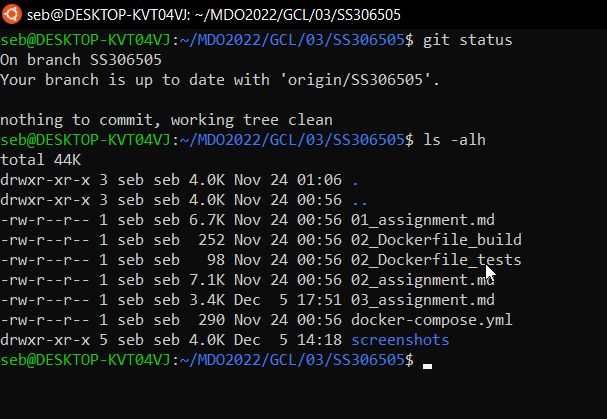 seb@DESKTOP-KVT04VJ: ~/MDO2022/GCL/03/SS306505
seb@DESKTOP-KVT04VJ:~/MDO2022/GCL/03/SS306505$ git status
On branch SS306505
Your branch is up to date with 'origin/SS306505'.
nothing to commit, working tree clean
seb@DESKTOP-KVT04VJ:~/MDO2022/GCL/03/SS306505$ ls -alh
total 44K
drwxr-xr-x 3 seb seb 4.0K Nov 24 01:06 .
drwxr-xr-x 3 seb seb 4.0K Nov 24 00:56 ..
-rw-r--r-- 1 seb seb 6.7K Nov 24 00:56 01_assignment.md
-rw-r--r-- 1 seb seb  252 Nov 24 00:56 02_Dockerfile_build
-rw-r--r-- 1 seb seb   98 Nov 24 00:56 02_Dockerfile_tests
-rw-r--r-- 1 seb seb 7.1K Nov 24 00:56 02_assignment.md
-rw-r--r-- 1 seb seb 3.4K Dec  5 17:51 03_assignment.md
-rw-r--r-- 1 seb seb  290 Nov 24 00:56 docker-compose.yml
drwxr-xr-x 5 seb seb 4.0K Dec  5 14:18 screenshots
seb@DESKTOP-KVT04VJ:~/MDO2022/GCL/03/SS306505$